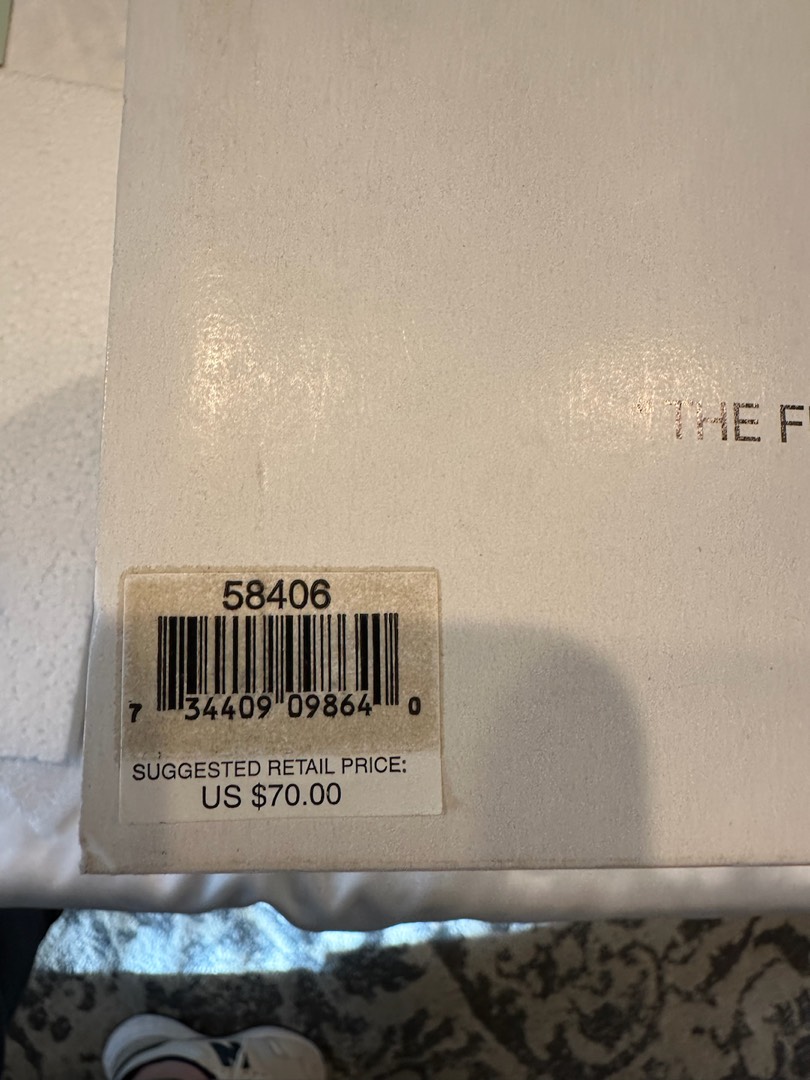 "THE
58406
7 34409 09864 0
SUGGESTED RETAIL PRICE:
US $70.00